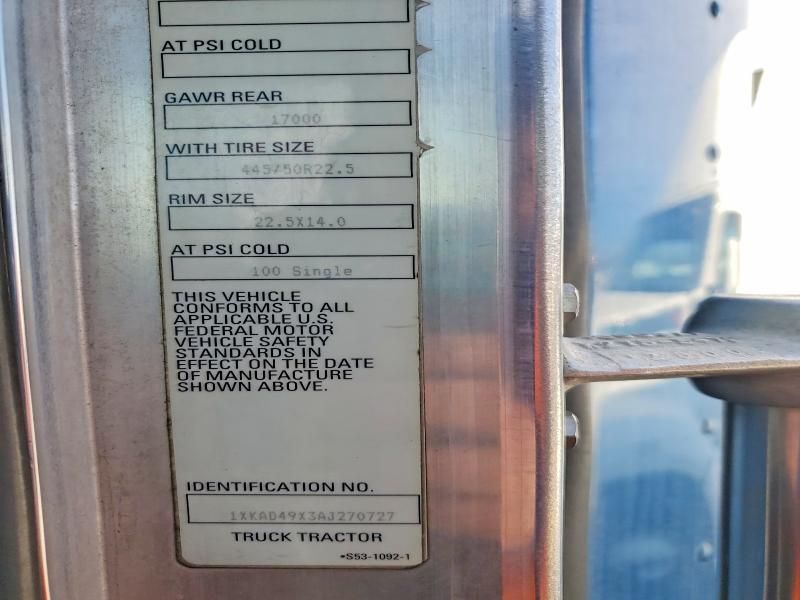 AT PSI COLD
GAWR REAR
17000
WITH TIRE SIZE
445/50R22.5
RIM SIZE
22.5X14.0
AT PSI COLD
100 Single
THIS VEHICLE
CONFORMS TO ALL
APPLICABLE U.S.
FEDERAL MOTOR
VEHICLE SAFETY
STANDARDS IN
EFFECT ON THE DATE
OF MANUFACTURE
SHOWN ABOVE.
IDENTIFICATION NO.
1XKAD49X3AJ270727
TRUCK TRACTOR
*S53-1092-1